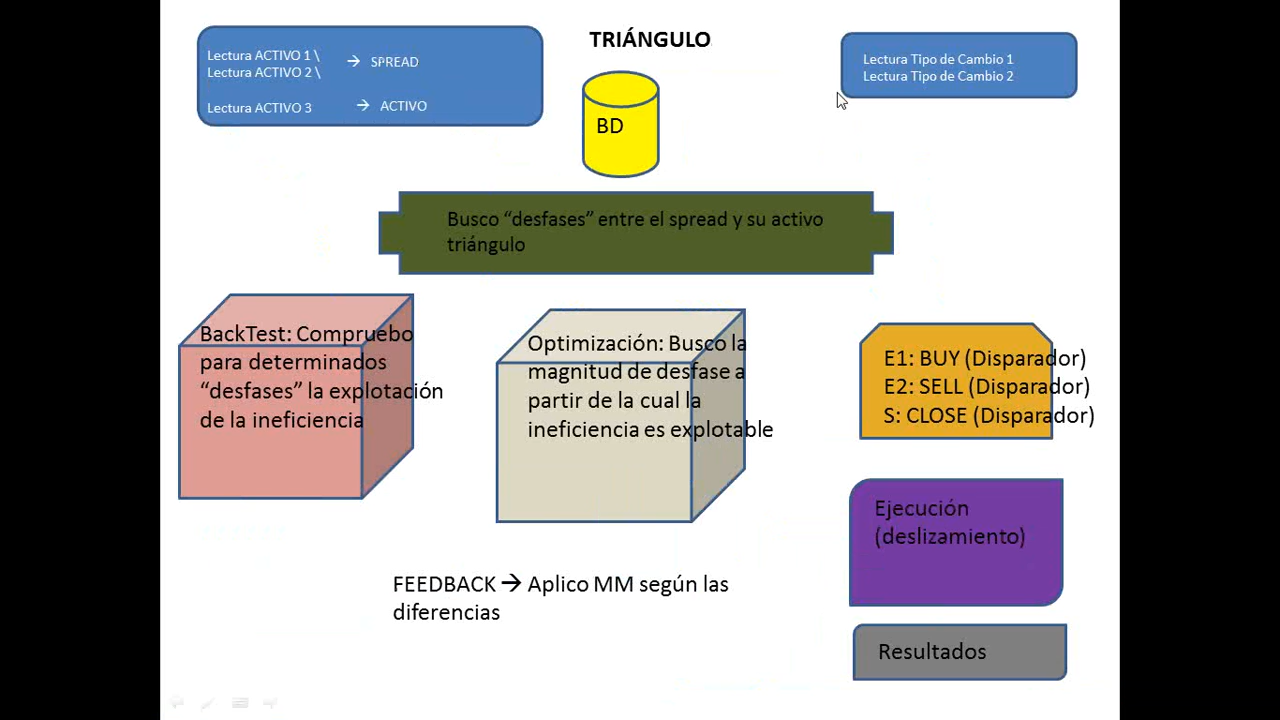 TRIÁNGULO
Lectura ACTIVO 1 \
Lectura ACTIVO 2 \
→ SPREAD
Lectura ACTIVO 3 → ACTIVO
Lectura Tipo de Cambio 1
Lectura Tipo de Cambio 2
BD
Busco “desfases” entre el spread y su activo
triángulo
BackTest: Compruebo
para determinados
“desfases” la explotación
de la ineficiencia
Optimización: Busco la
magnitud de desfase a
partir de la cual la
ineficiencia es explotable
E1: BUY (Disparador)
E2: SELL (Disparador)
S: CLOSE (Disparador)
Ejecución
(deslizamiento)
FEEDBACK → Aplico MM según las
diferencias
Resultados